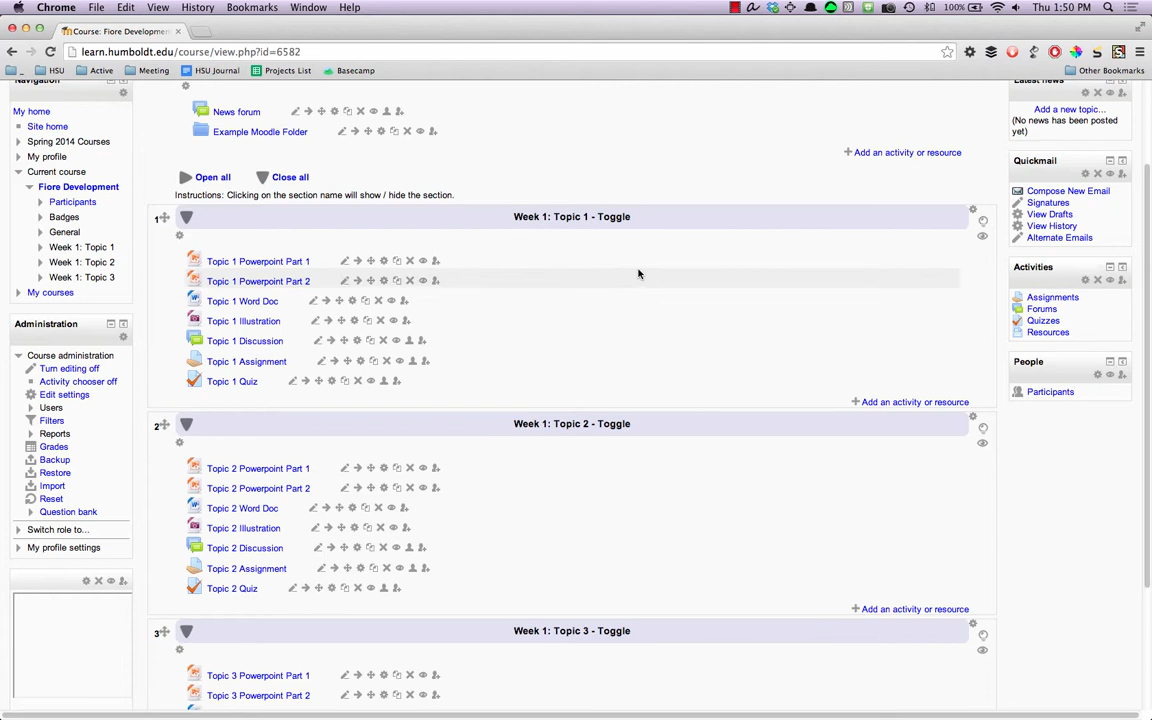 Chrome File Edit View History Bookmarks Window Help 100% Thu 1:50 PM
Course: Fiore Developmen
learn.humboldt.edu/course/view.php?id=6582
HSU Active Meeting HSU Journal Projects List Basecamp Other Bookmarks
Navigation
My home
Site home
Spring 2014 Courses
My profile
Current course
Fiore Development
Participants
Badges
General
Week 1: Topic 1
Week 1: Topic 2
Week 1: Topic 3
My courses
Administration
Course administration
Turn editing off
Activity chooser off
Edit settings
Users
Filters
Reports
Grades
Backup
Restore
Import
Reset
Question bank
Switch role to...
My profile settings
News forum
Example Moodle Folder
Add an activity or resource
Open all Close all
Instructions: Clicking on the section name will show / hide the section.
1 Week 1: Topic 1 - Toggle
Topic 1 Powerpoint Part 1
Topic 1 Powerpoint Part 2
Topic 1 Word Doc
Topic 1 Illustration
Topic 1 Discussion
Topic 1 Assignment
Topic 1 Quiz
Add an activity or resource
2 Week 1: Topic 2 - Toggle
Topic 2 Powerpoint Part 1
Topic 2 Powerpoint Part 2
Topic 2 Word Doc
Topic 2 Illustration
Topic 2 Discussion
Topic 2 Assignment
Topic 2 Quiz
Add an activity or resource
3 Week 1: Topic 3 - Toggle
Topic 3 Powerpoint Part 1
Topic 3 Powerpoint Part 2
Latest news
Add a new topic...
(No news has been posted
yet)
Quickmail
Compose New Email
Signatures
View Drafts
View History
Alternate Emails
Activities
Assignments
Forums
Quizzes
Resources
People
Participants